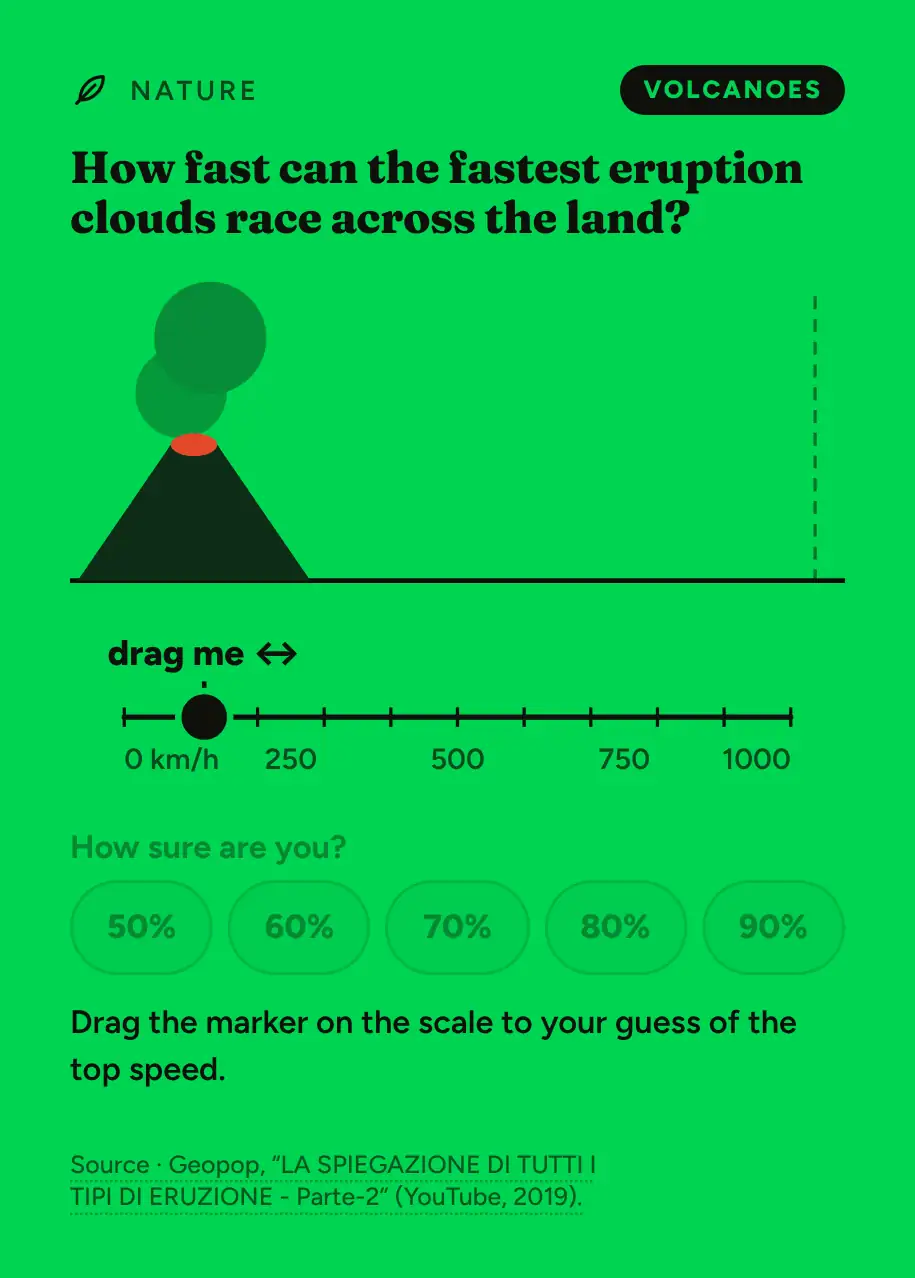 NATURE
VOLCANOES
How fast can the fastest eruption
clouds race across the land?
drag me ↔
0 km/h 250 500 750 1000
How sure are you?
50% 60% 70% 80% 90%
Drag the marker on the scale to your guess of the
top speed.
Source · Geopop, “LA SPIEGAZIONE DI TUTTI I
TIPI DI ERUZIONE - Parte-2” (YouTube, 2019).